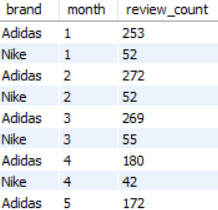 brand month review_count
Adidas 1 253
Nike 1 52
Adidas 2 272
Nike 2 52
Adidas 3 269
Nike 3 55
Adidas 4 180
Nike 4 42
Adidas 5 172